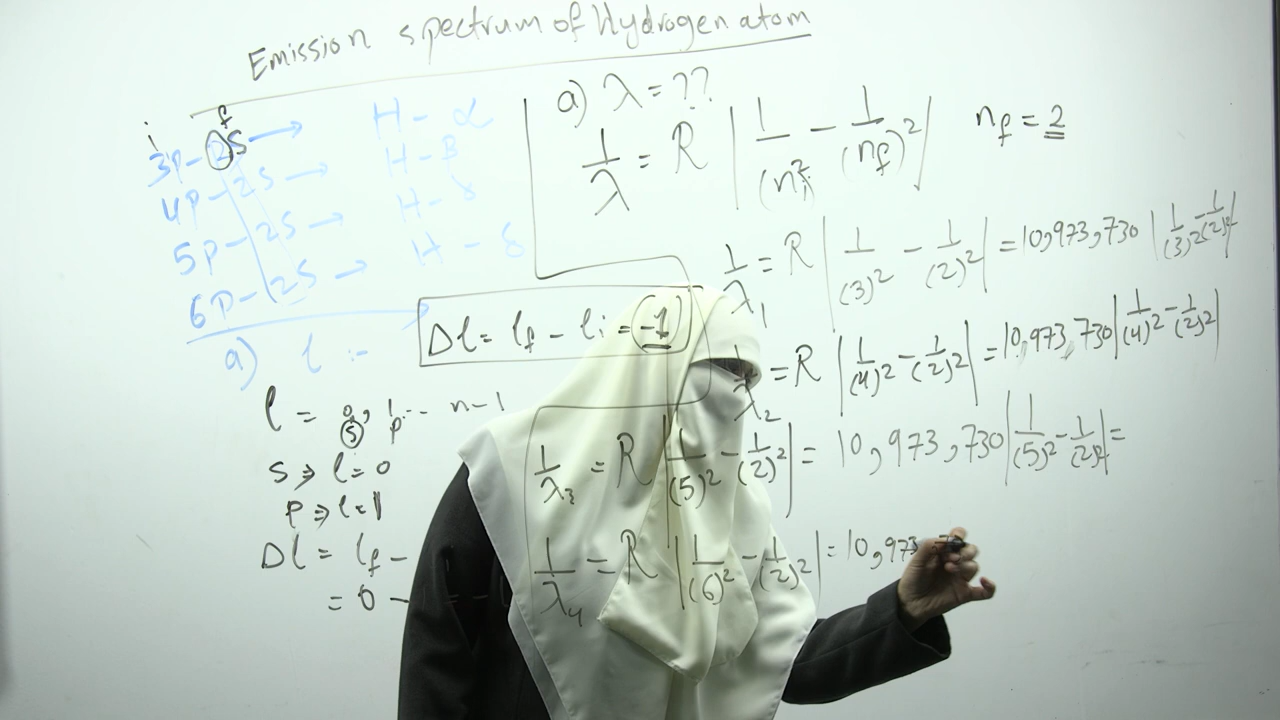 Emission spectrum of Hydrogen atom
i f
3P-2S → H-α
4P-2S → H-β
5P-2S → H-γ
6P-2S → H-δ
a) l :-
Δl = lf - li = (-1)
l = 0, 1 ... n-1
S P
S ⇒ l=0
P ⇒ l=1
Δl = lf -
= 0 -
a) λ = ??
1/λ = R |1/(ni²) - 1/(nf)²| nf = 2
1/λ1 = R |1/(3)² - 1/(2)²| = 10,973,730 |1/(3)² - 1/(2)²|
1/λ2 = R |1/(4)² - 1/(2)²| = 10,973,730 |1/(4)² - 1/(2)²|
1/λ3 = R |1/(5)² - 1/(2)²| = 10,973,730 |1/(5)² - 1/(2)²| =
1/λ4 = R |1/(6)² - 1/(2)²| = 10,973